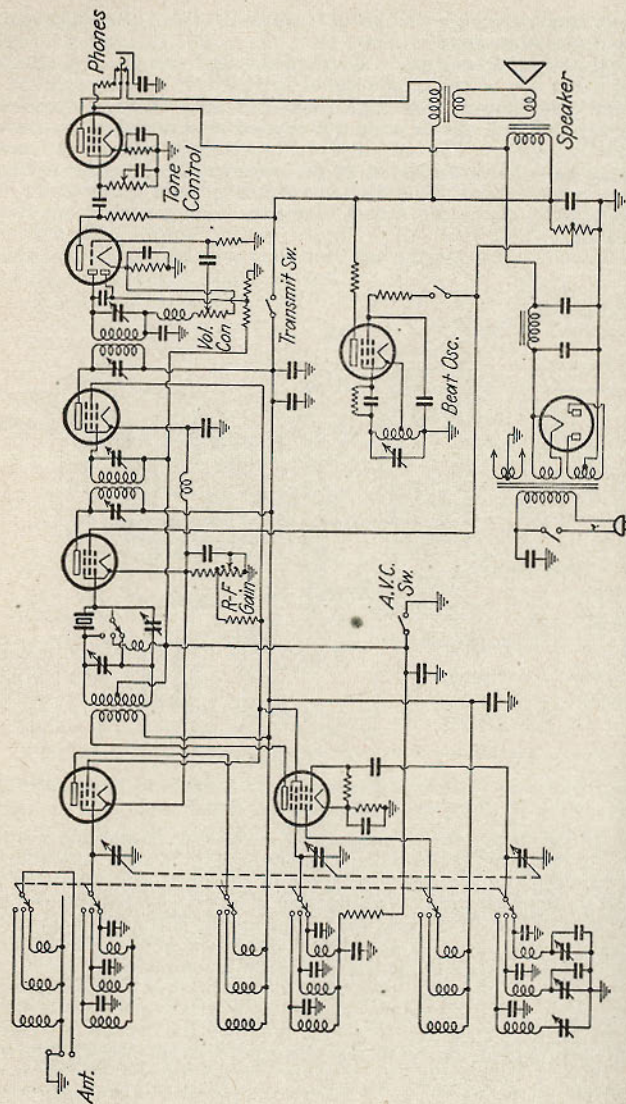 Ant.
R-F
Gain
Vol.
Con
Tone
Control
Phones
Transmit Sw.
A.V.C.
Sw.
Beat Osc.
Speaker